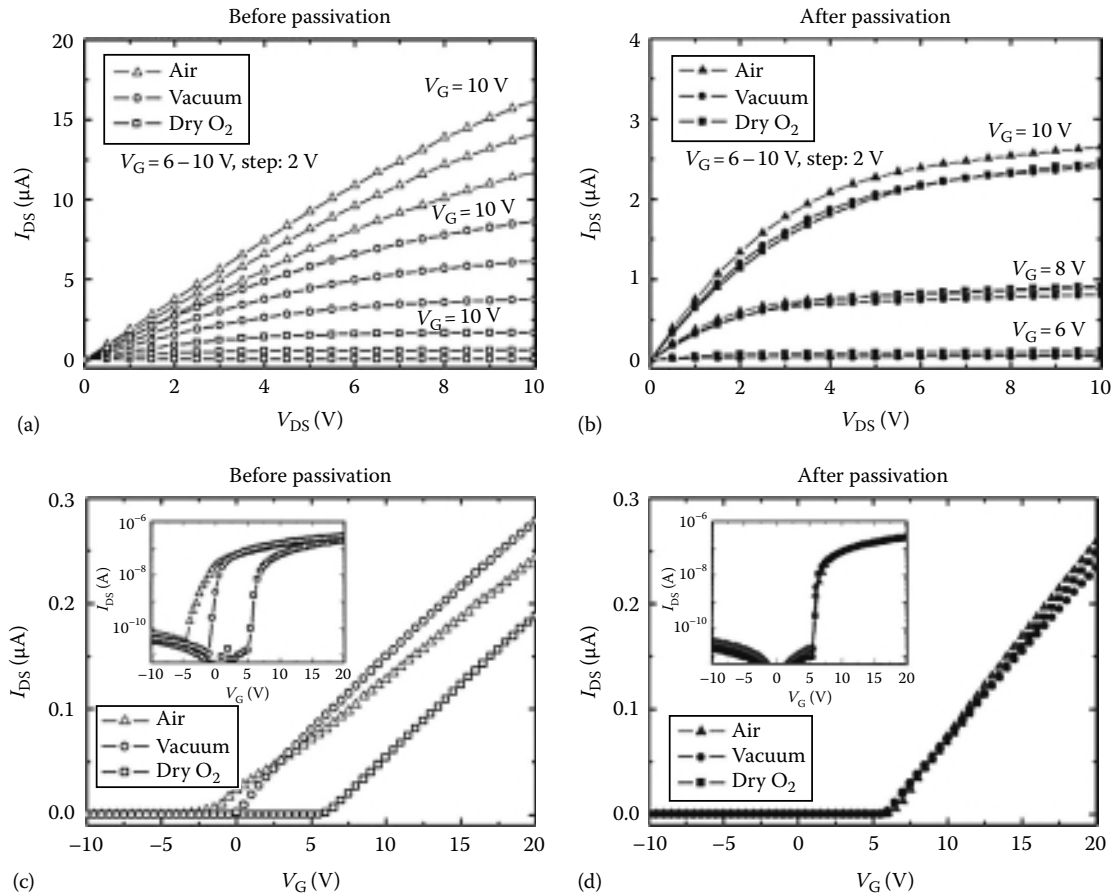 Before passivation
20
15
10
5
0
I_DS (μA)
Air
Vacuum
Dry O₂
V_G = 6 – 10 V, step: 2 V
V_G = 10 V
V_G = 10 V
V_G = 10 V
0 2 4 6 8 10
V_DS (V)
(a)
After passivation
4
3
2
1
0
I_DS (μA)
Air
Vacuum
Dry O₂
V_G = 6 – 10 V, step: 2 V
V_G = 10 V
V_G = 8 V
V_G = 6 V
0 2 4 6 8 10
V_DS (V)
(b)
Before passivation
0.3
0.2
0.1
0.0
I_DS (μA)
10⁻⁶
10⁻⁸
10⁻¹⁰
I_DS (A)
−10 −5 0 5 10 15 20
V_G (V)
Air
Vacuum
Dry O₂
−10 −5 0 5 10 15 20
V_G (V)
(c)
After passivation
0.3
0.2
0.1
0.0
I_DS (μA)
10⁻⁶
10⁻⁸
10⁻¹⁰
I_DS (A)
−10 −5 0 5 10 15 20
V_G (V)
Air
Vacuum
Dry O₂
−10 −5 0 5 10 15 20
V_G (V)
(d)